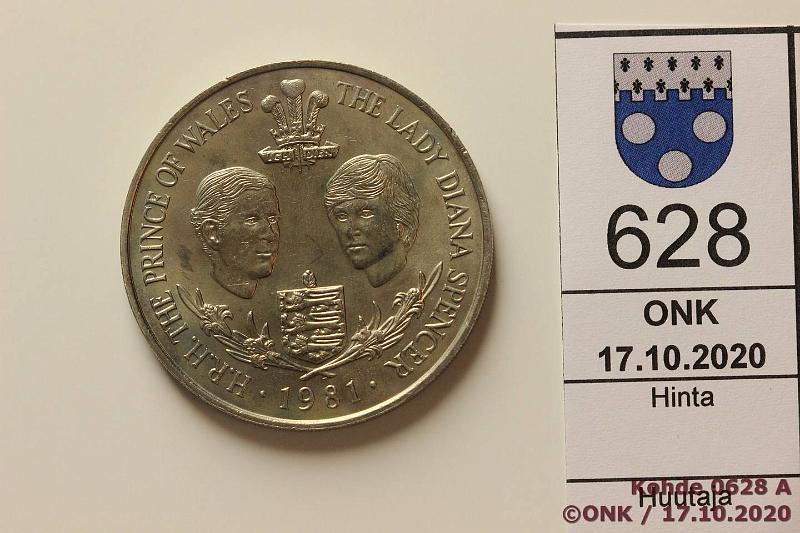 H.R.H. THE PRINCE OF WALES
THE LADY DIANA SPENCER
· 1981 ·
628
ONK
17.10.2020
Hinta
Huutaja
Kohde 0628 A
©ONK / 17.10.2020